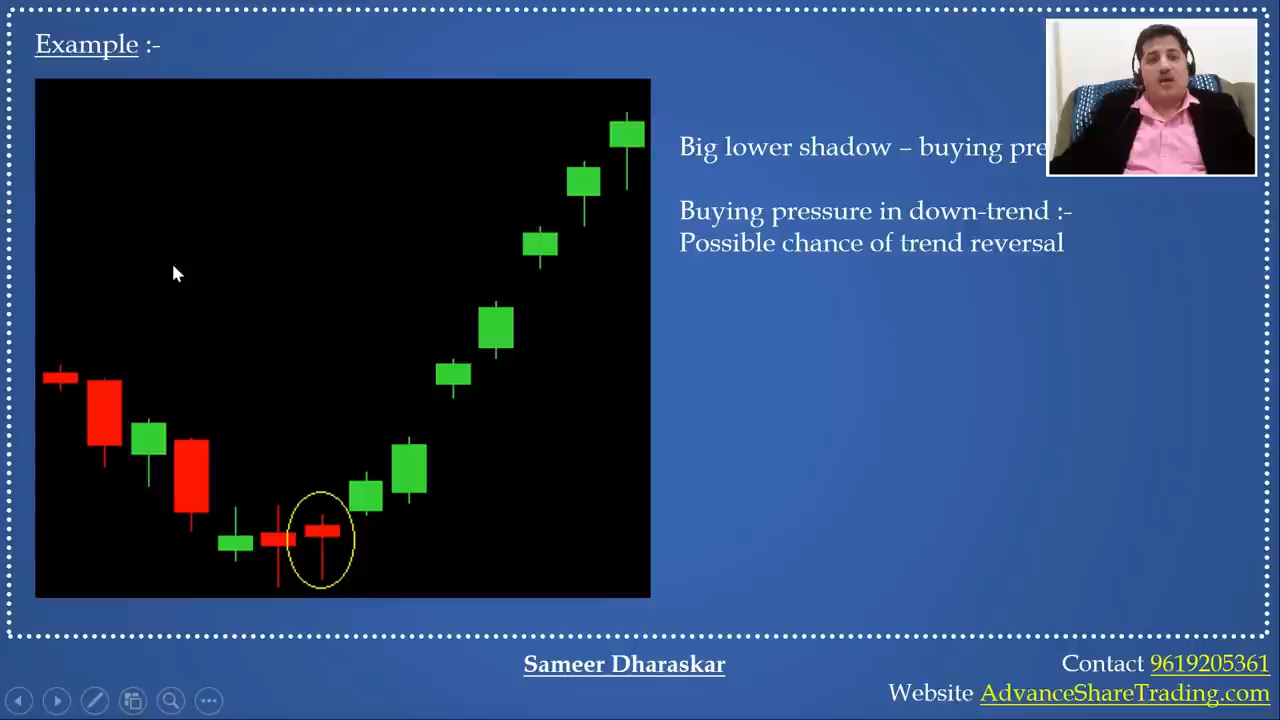 Example :-
Big lower shadow – buying pre
Buying pressure in down-trend :-
Possible chance of trend reversal
Sameer Dharaskar
Contact 9619205361
Website AdvanceShareTrading.com